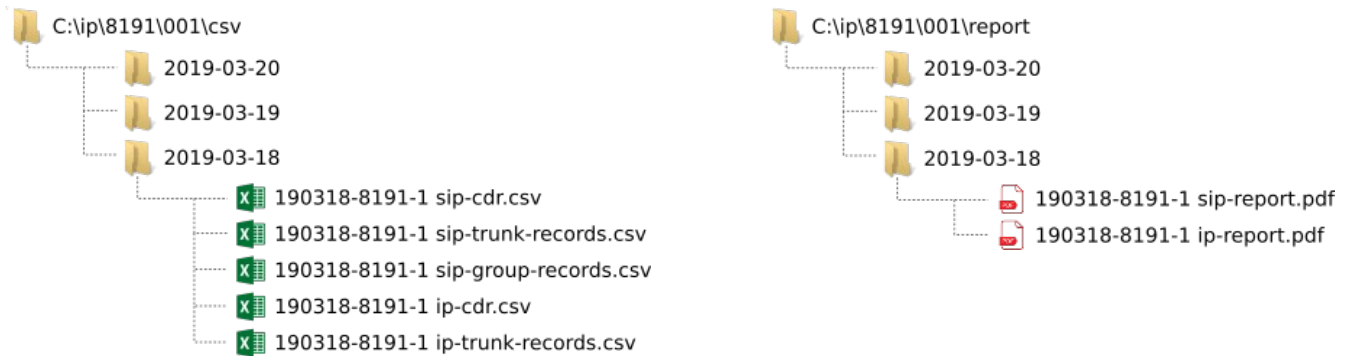 C:\ip\8191\001\csv
2019-03-20
2019-03-19
2019-03-18
190318-8191-1 sip-cdr.csv
190318-8191-1 sip-trunk-records.csv
190318-8191-1 sip-group-records.csv
190318-8191-1 ip-cdr.csv
190318-8191-1 ip-trunk-records.csv
C:\ip\8191\001\report
2019-03-20
2019-03-19
2019-03-18
190318-8191-1 sip-report.pdf
190318-8191-1 ip-report.pdf